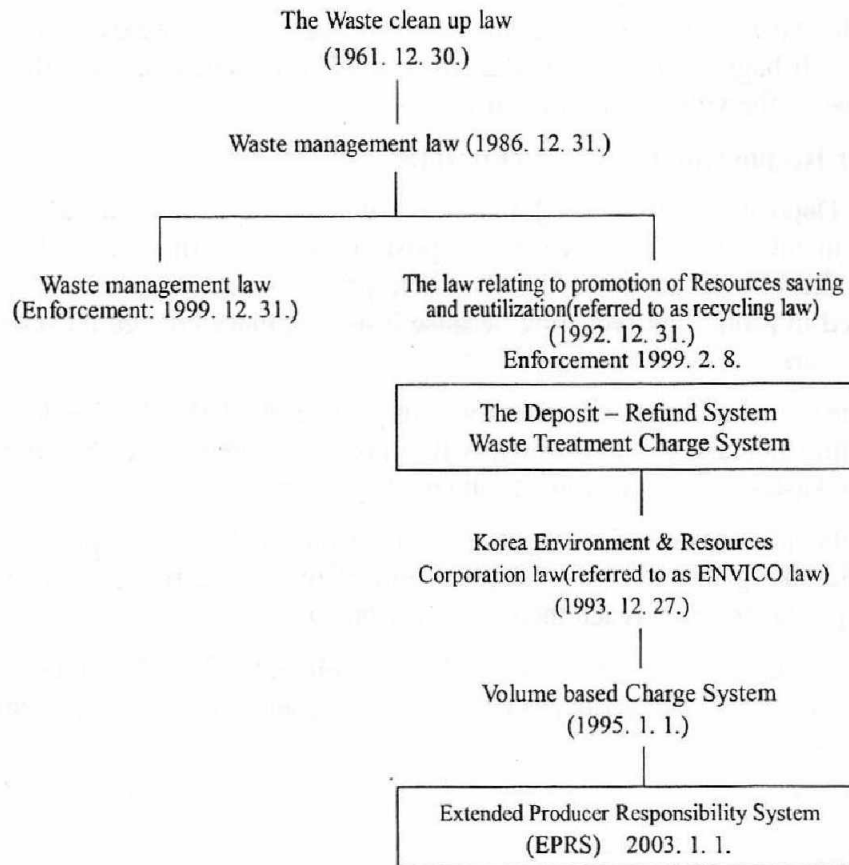 The Waste clean up law
(1961. 12. 30.)
Waste management law (1986. 12. 31.)
Waste management law
(Enforcement: 1999. 12. 31.)
The law relating to promotion of Resources saving
and reutilization(referred to as recycling law)
(1992. 12. 31.)
Enforcement 1999. 2. 8.
The Deposit – Refund System
Waste Treatment Charge System
Korea Environment & Resources
Corporation law(referred to as ENVICO law)
(1993. 12. 27.)
Volume based Charge System
(1995. 1. 1.)
Extended Producer Responsibility System
(EPRS) 2003. 1. 1.